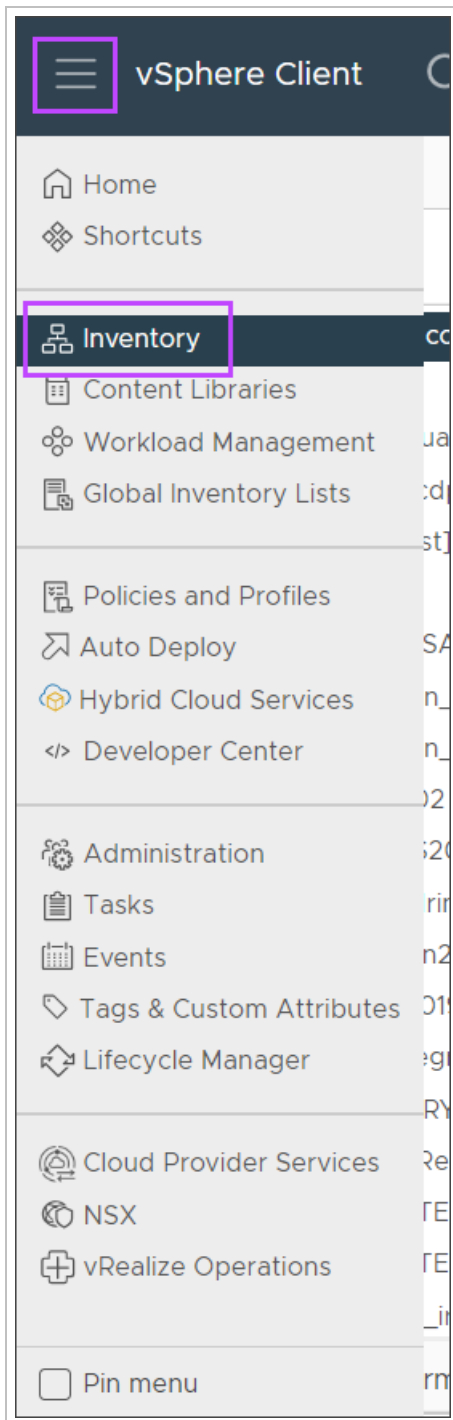 vSphere Client
Home
Shortcuts
Inventory
Content Libraries
Workload Management
Global Inventory Lists
Policies and Profiles
Auto Deploy
Hybrid Cloud Services
</> Developer Center
Administration
Tasks
Events
Tags & Custom Attributes
Lifecycle Manager
Cloud Provider Services
NSX
vRealize Operations
Pin menu